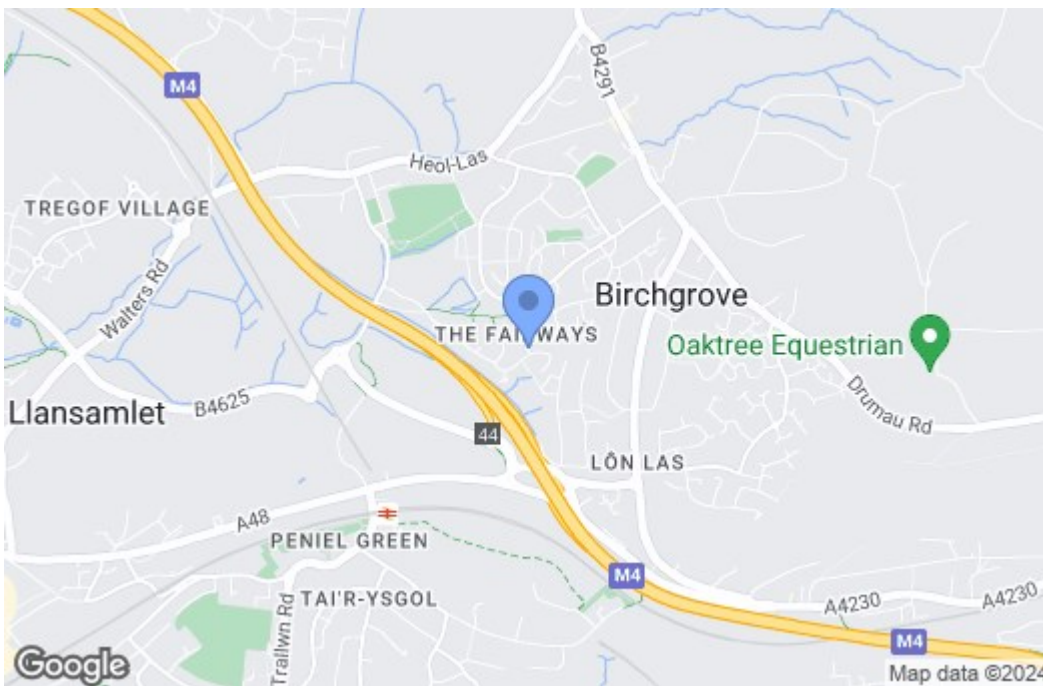 M4
B4291
Heol-Las
TREGOF VILLAGE
Walters Rd
Birchgrove
THE FAIRWAYS
Oaktree Equestrian
Drumau Rd
Llansamlet
B4625
44
LÔN LAS
A48
PENIEL GREEN
M4
TAI'R-YSGOL
A4230
A4230
Trallwn Rd
M4
Google
Map data ©2024